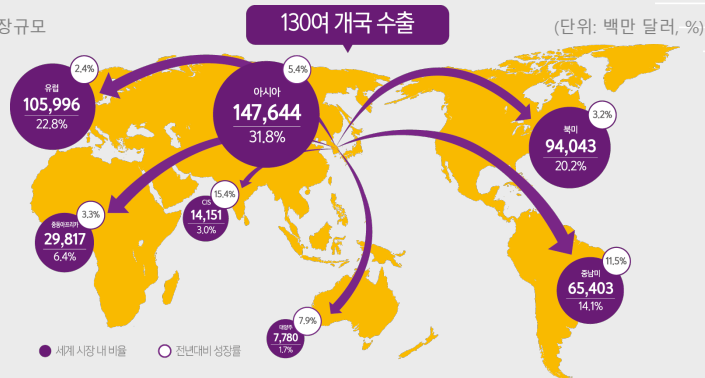 장규모
130여 개국 수출
(단위: 백만 달러, %)
2.4%
유럽
105,996
22.8%
5.4%
아시아
147,644
31.8%
3.2%
북미
94,043
20.2%
3.3%
중동아프리카
29,817
6.4%
15.4%
CIS
14,151
3.0%
11.5%
중남미
65,403
14.1%
7.9%
대양주
7,780
1.7%
세계 시장 내 비율
전년대비 성장률